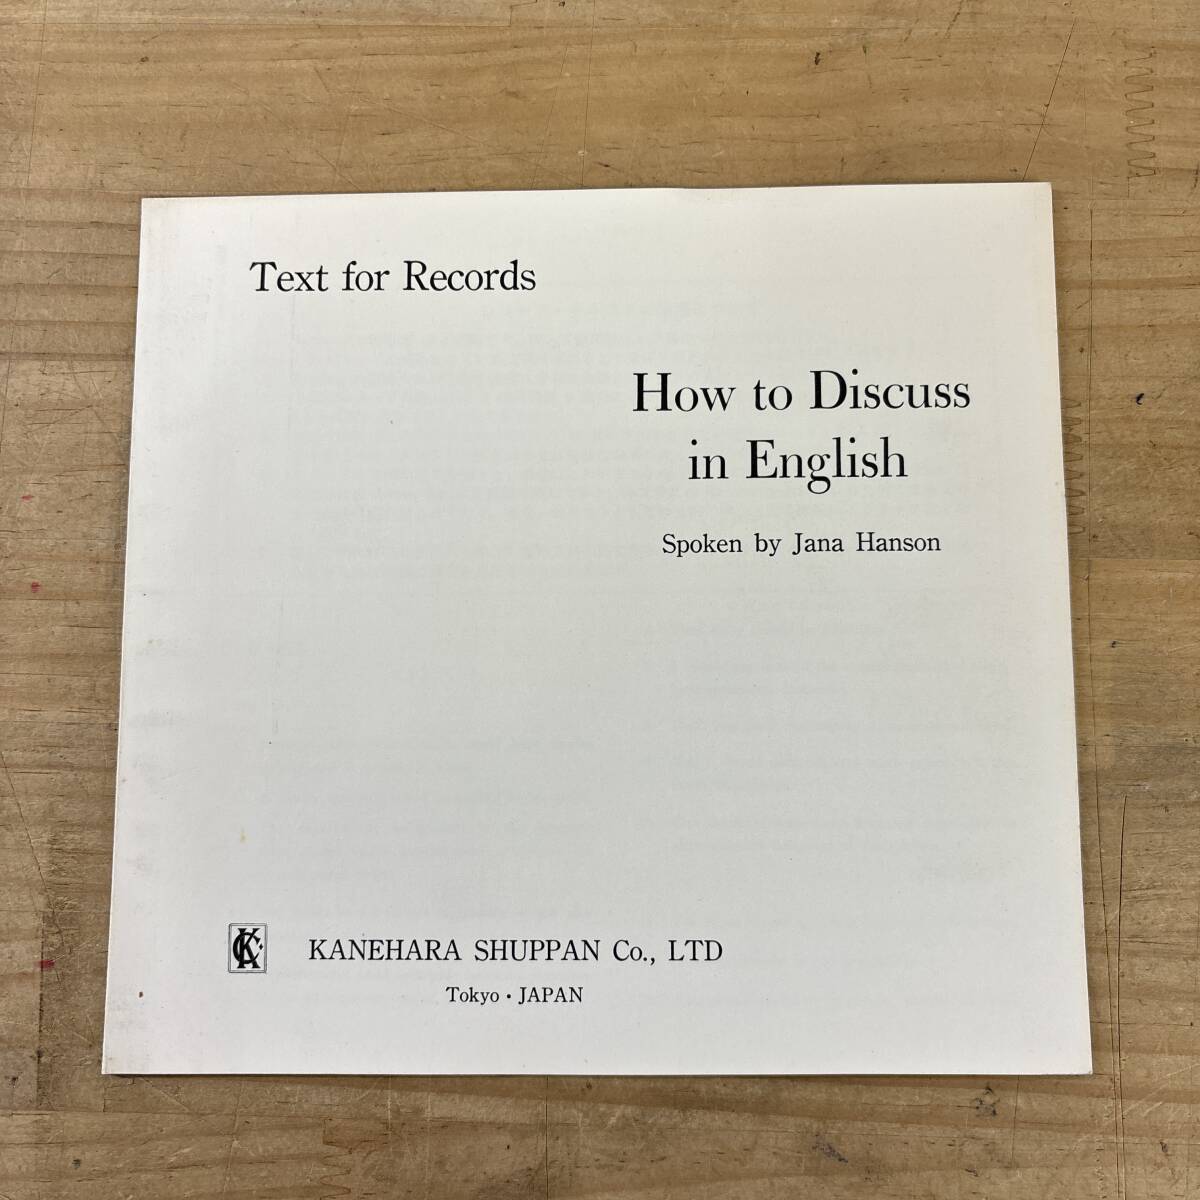 Text for Records
How to Discuss
in English
Spoken by Jana Hanson
KANEHARA SHUPPAN Co., LTD
Tokyo・JAPAN